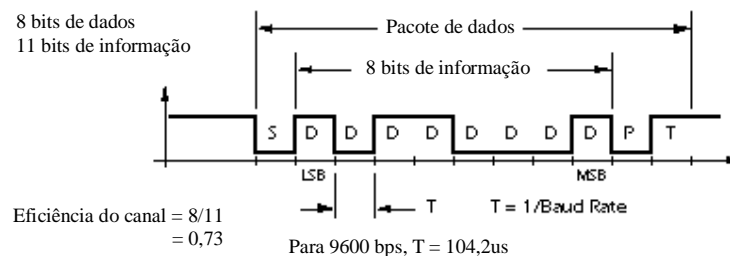 8 bits de dados
11 bits de informação
Pacote de dados
8 bits de informação
S D D D D D D D D P T
LSB MSB
T T = 1/Baud Rate
Eficiência do canal = 8/11
= 0,73
Para 9600 bps, T = 104,2us